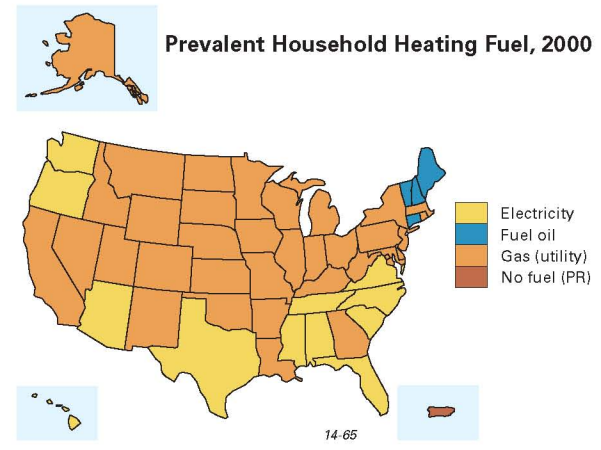 Prevalent Household Heating Fuel, 2000
Electricity
Fuel oil
Gas (utility)
No fuel (PR)
14-65